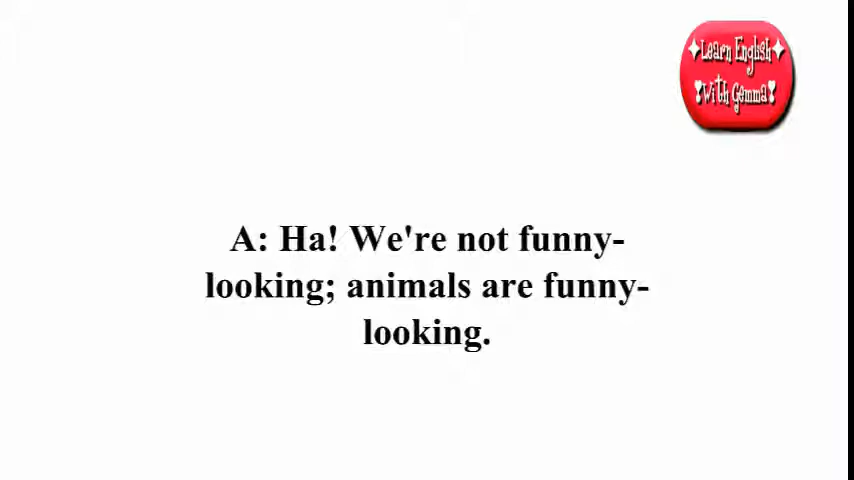 ✦Learn English✦
❣With Gemma❣
A: Ha! We're not funny-
looking; animals are funny-
looking.